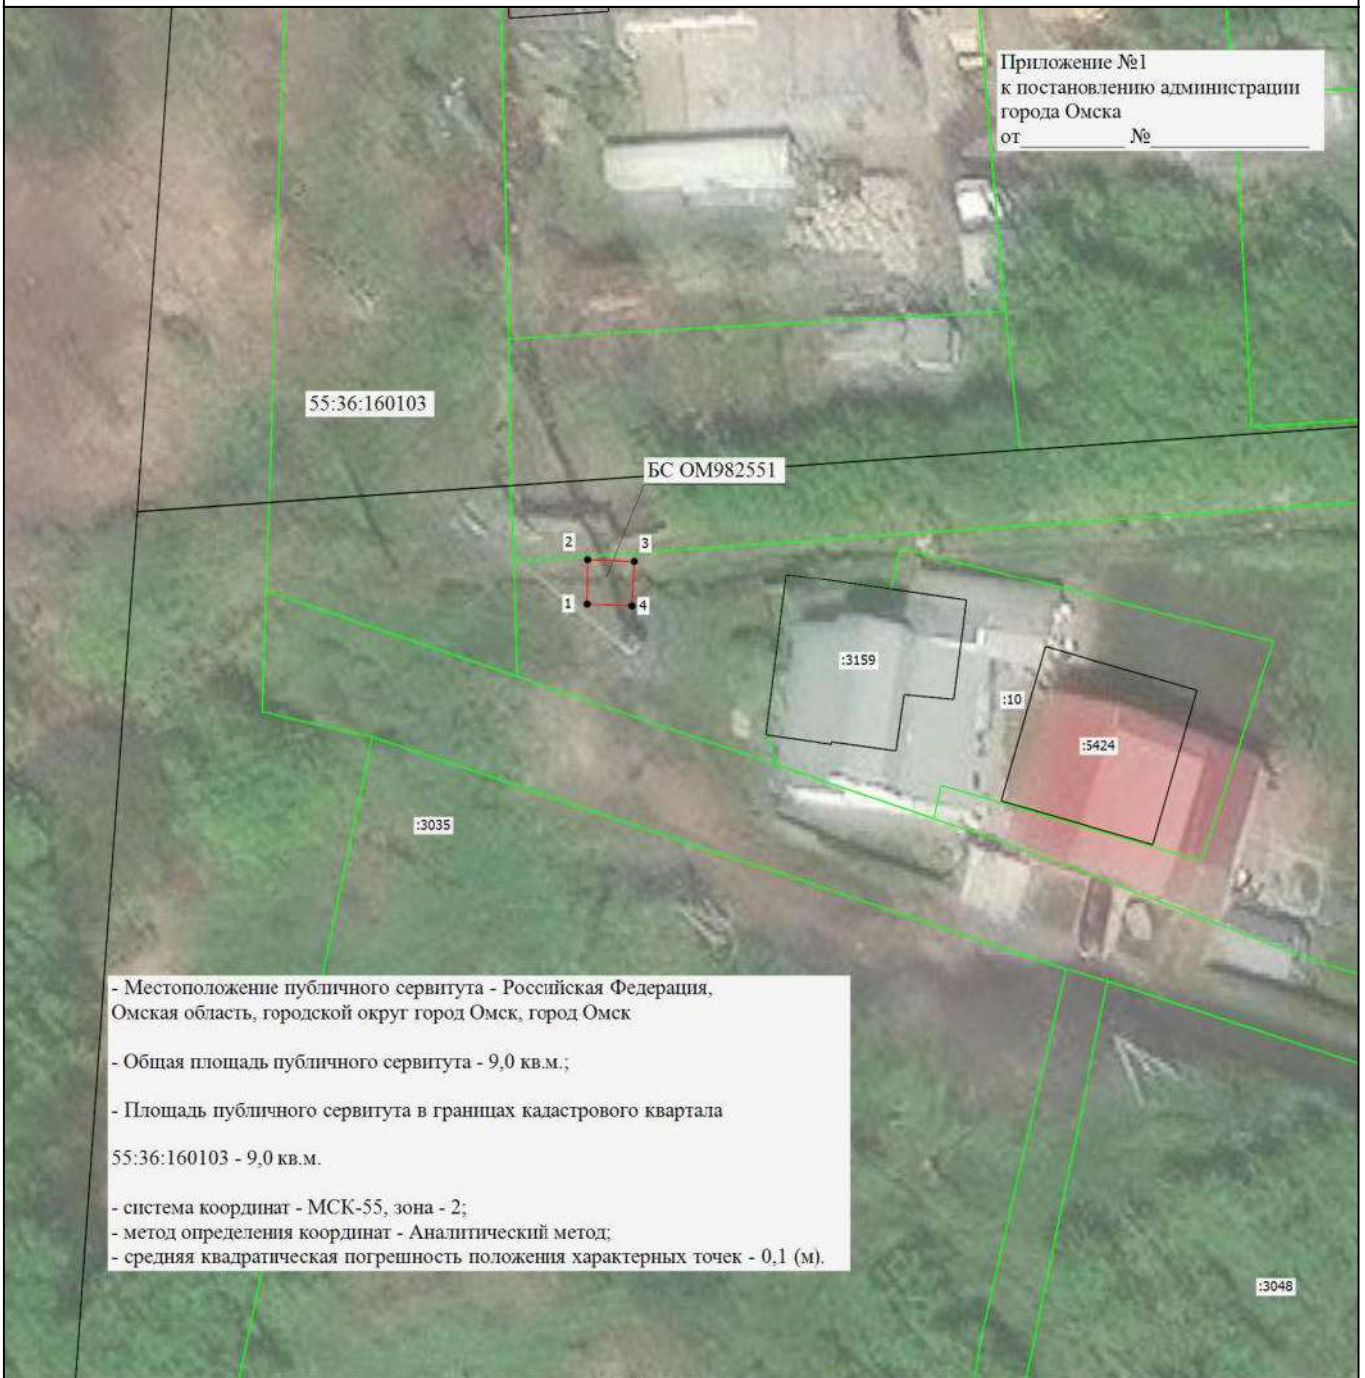 Приложение №1
к постановлению администрации
города Омска
от__________ №_______________
55:36:160103
БС ОМ982551
2
3
1
4
:3159
:10
:5424
:3035
- Местоположение публичного сервитута - Российская Федерация,
Омская область, городской округ город Омск, город Омск
- Общая площадь публичного сервитута - 9,0 кв.м.;
- Площадь публичного сервитута в границах кадастрового квартала
55:36:160103 - 9,0 кв.м.
- система координат - МСК-55, зона - 2;
- метод определения координат - Аналитический метод;
- средняя квадратическая погрешность положения характерных точек - 0,1 (м).
:3048